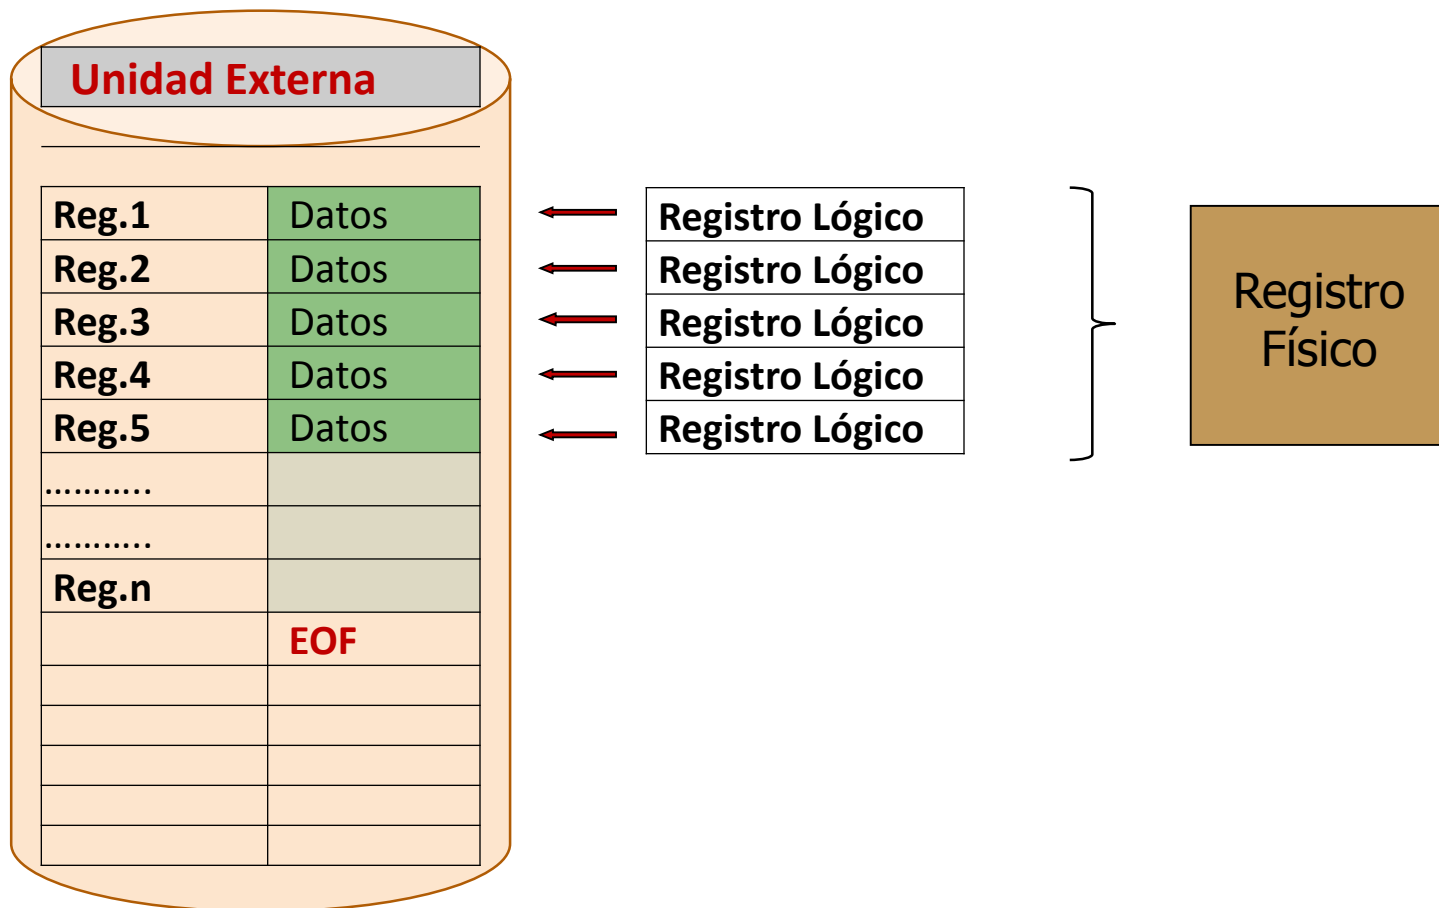 Unidad Externa
Reg.1 Datos Registro Lógico
Reg.2 Datos Registro Lógico
Reg.3 Datos Registro Lógico
Reg.4 Datos Registro Lógico
Reg.5 Datos Registro Lógico
...........
...........
Reg.n
EOF
Registro
Físico